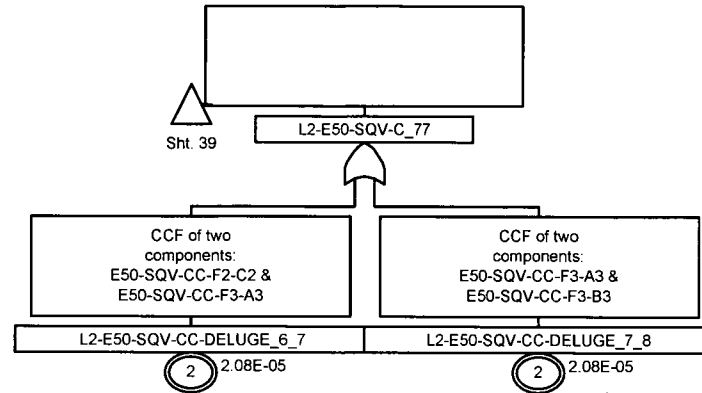 Sht. 39
L2-E50-SQV-C_77
CCF of two
components:
E50-SQV-CC-F2-C2 &
E50-SQV-CC-F3-A3
CCF of two
components:
E50-SQV-CC-F3-A3 &
E50-SQV-CC-F3-B3
L2-E50-SQV-CC-DELUGE_6_7
L2-E50-SQV-CC-DELUGE_7_8
2
2.08E-05
2
2.08E-05